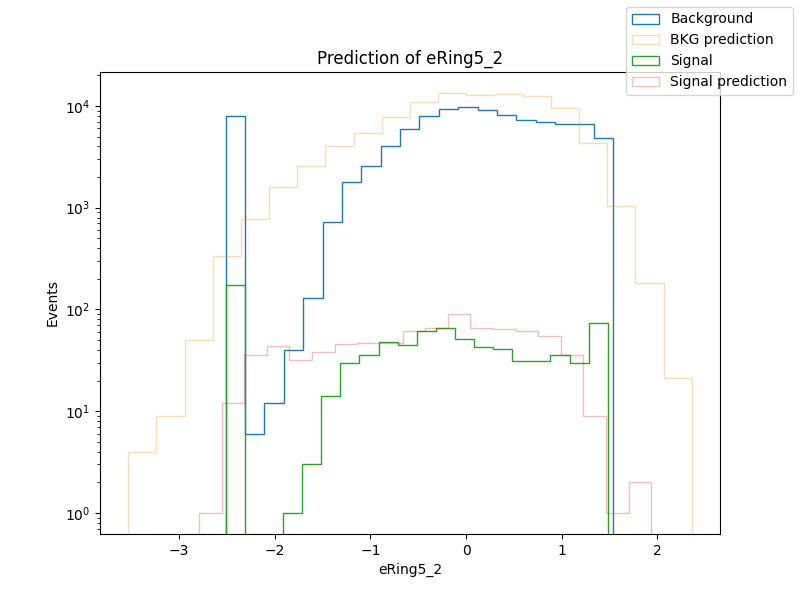 Prediction of eRing5_2
Background
BKG prediction
Signal
Signal prediction
Events
10⁴
10³
10²
10¹
10⁰
−3
−2
−1
0
1
2
eRing5_2